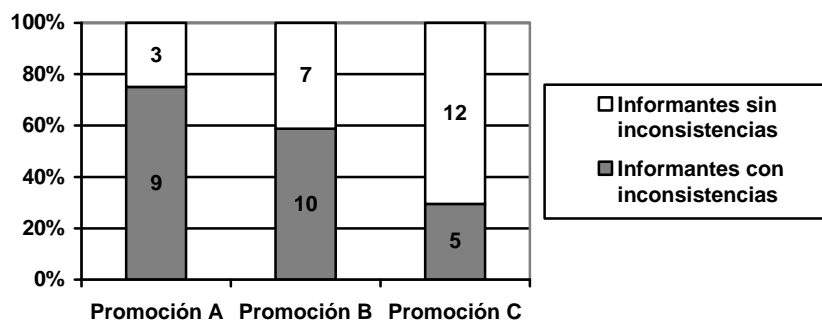 100%
80%
60%
40%
20%
0%
3
7
12
9
10
5
Promoción A
Promoción B
Promoción C
Informantes sin
inconsistencias
Informantes con
inconsistencias